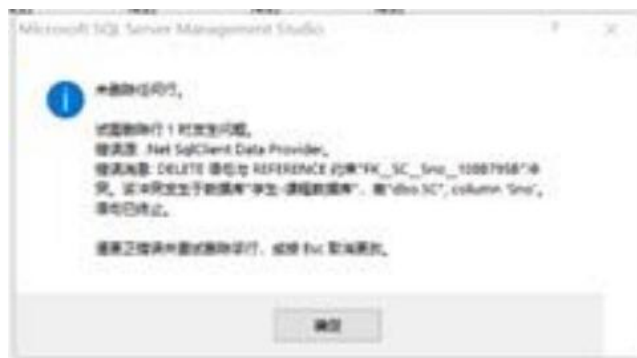 Microsoft SQL Server Management Studio
未删除任何行。
试图删除行 1 时发生问题。
错误源: .Net SqlClient Data Provider。
错误消息: DELETE 语句与 REFERENCE 约束"FK__SC__Sno__"冲
突。该冲突发生于数据库"学生-课程数据库"，表"dbo.SC", column 'Sno'。
语句已终止。
请更正错误并重试删除该行，或按 Esc 取消更改。
确定